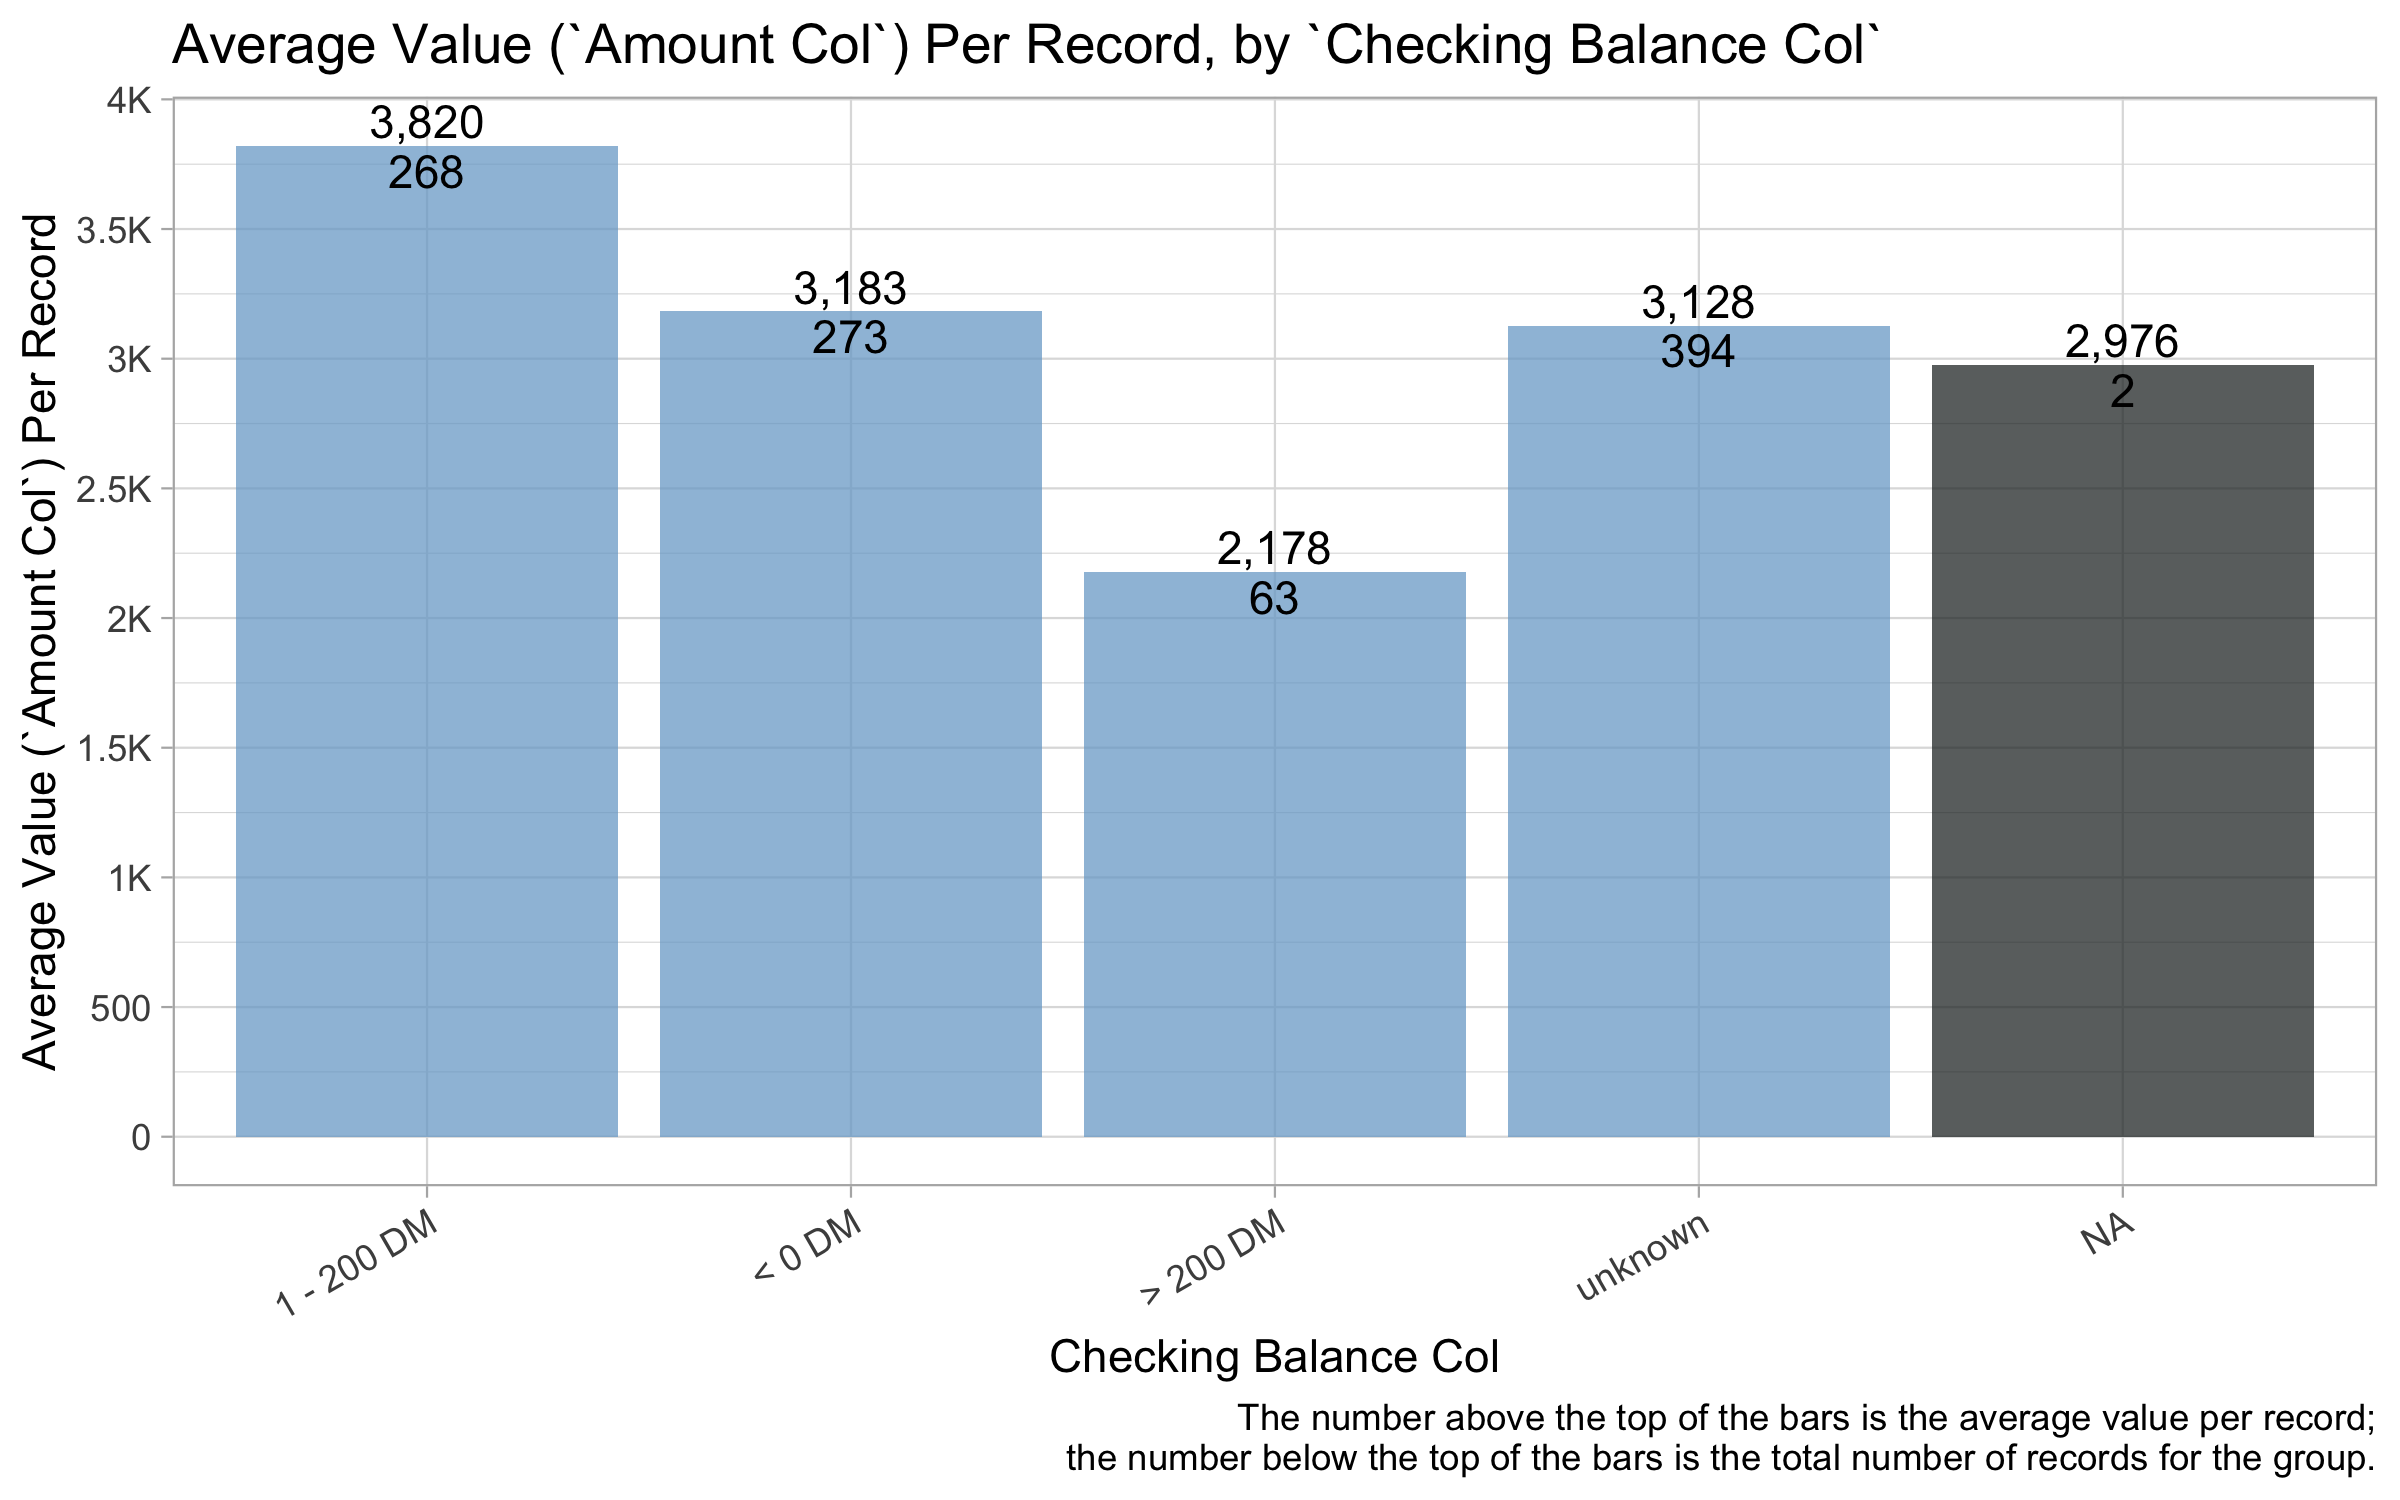 Average Value (`Amount Col`) Per Record, by `Checking Balance Col`
Average Value (`Amount Col`) Per Record
4K
3.5K
3K
2.5K
2K
1.5K
1K
500
0
3,820
268
3,183
273
2,178
63
3,128
394
2,976
2
1 - 200 DM
< 0 DM
> 200 DM
unknown
NA
Checking Balance Col
The number above the top of the bars is the average value per record;
the number below the top of the bars is the total number of records for the group.